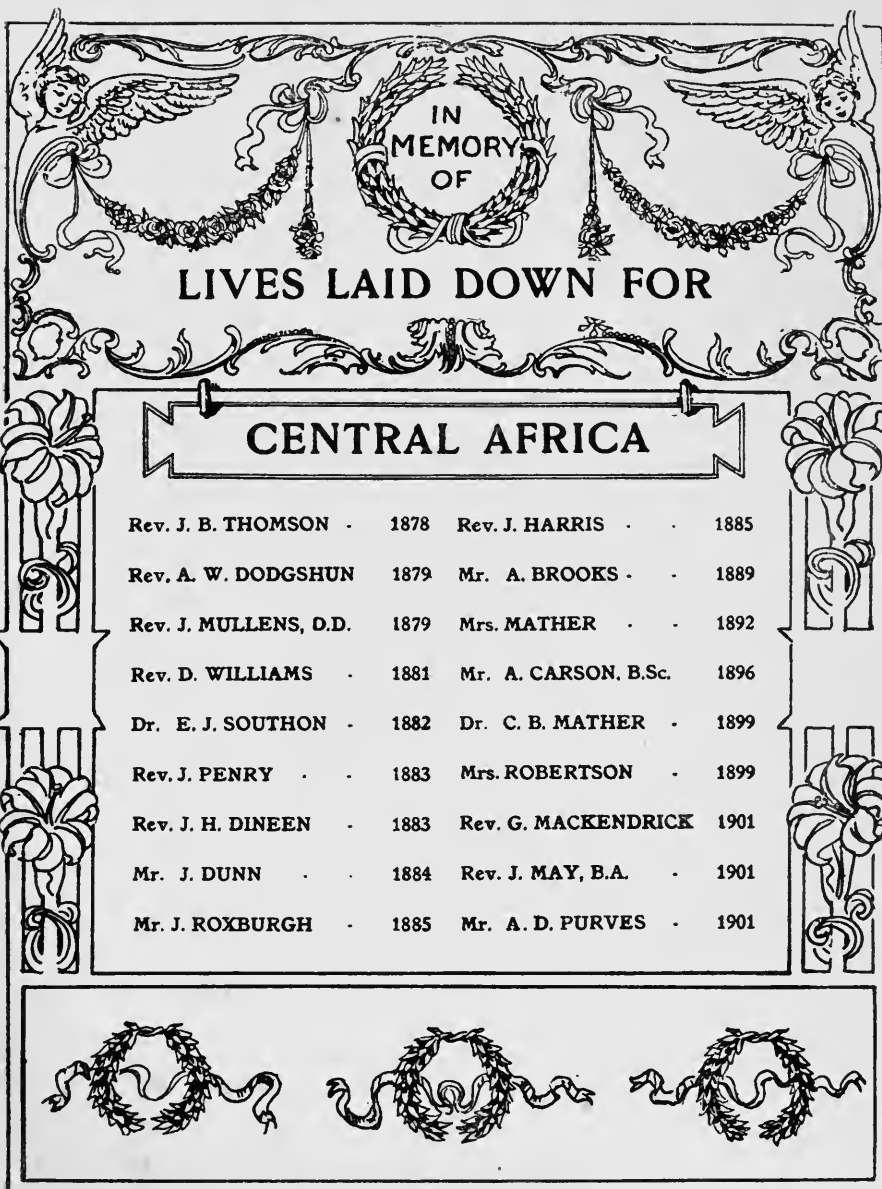 IN
MEMORY
OF
LIVES LAID DOWN FOR
CENTRAL AFRICA
Rev. J. B. THOMSON - 1878
Rev. A. W. DODGSHUN 1879
Rev. J. MULLENS, D.D. 1879
Rev. D. WILLIAMS - 1881
Dr. E. J. SOUTHON - 1882
Rev. J. PENRY - - 1883
Rev. J. H. DINEEN - 1883
Mr. J. DUNN - - 1884
Mr. J. ROXBURGH - 1885
Rev. J. HARRIS - - 1885
Mr. A. BROOKS - - 1889
Mrs. MATHER - - 1892
Mr. A. CARSON, B.Sc. 1896
Dr. C. B. MATHER - 1899
Mrs. ROBERTSON - 1899
Rev. G. MACKENDRICK 1901
Rev. J. MAY, B.A. - 1901
Mr. A. D. PURVES - 1901